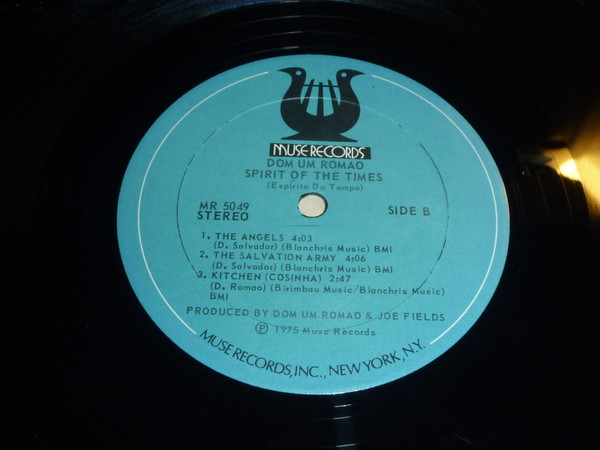 MUSE RECORDS
DOM UM ROMAO
SPIRIT OF THE TIMES
(Espirito Du Tempo)
MR 5049
STEREO
SIDE B
1. THE ANGELS 4:03
(D. Salvador) (Blanchris Music) BMI
2. THE SALVATION ARMY 4:06
(D. Salvador) (Blanchris Music) BMI
3. KITCHEN (COSINHA) 2:47
(D. Romao) (Birimbau Music/Blanchris Music)
BMI
PRODUCED BY DOM UM ROMAO & JOE FIELDS
Ⓟ 1975 Muse Records
MUSE RECORDS, INC., NEW YORK, N.Y.